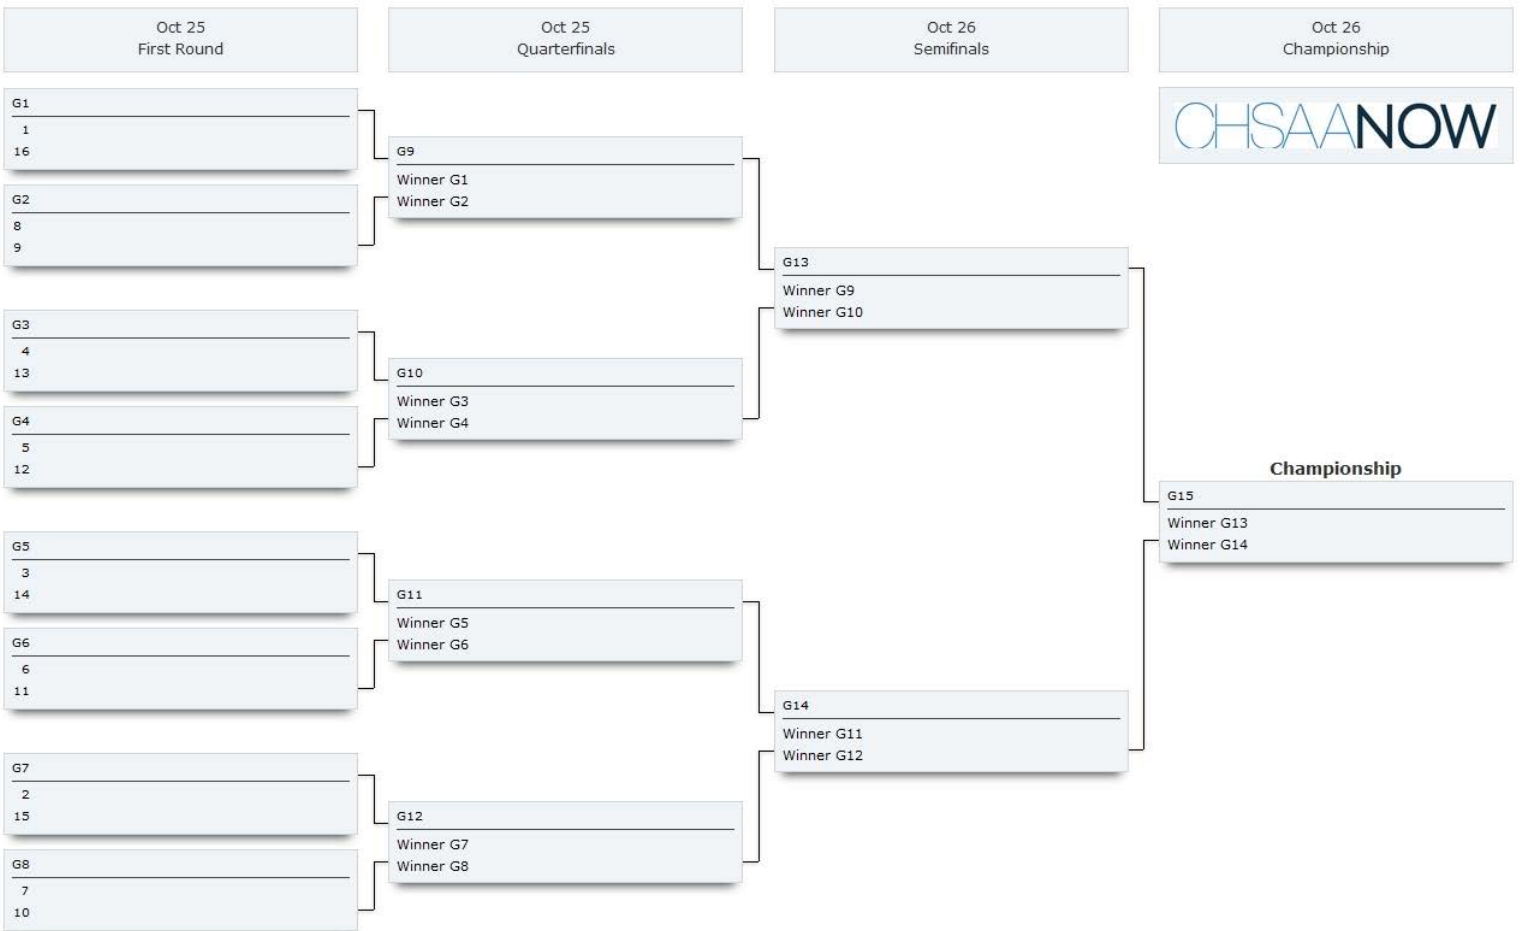 Oct 25
First Round
Oct 25
Quarterfinals
Oct 26
Semifinals
Oct 26
Championship
CHSAANOW
G1
1
16
G2
8
9
G3
4
13
G4
5
12
G5
3
14
G6
6
11
G7
2
15
G8
7
10
G9
Winner G1
Winner G2
G10
Winner G3
Winner G4
G11
Winner G5
Winner G6
G12
Winner G7
Winner G8
G13
Winner G9
Winner G10
G14
Winner G11
Winner G12
Championship
G15
Winner G13
Winner G14